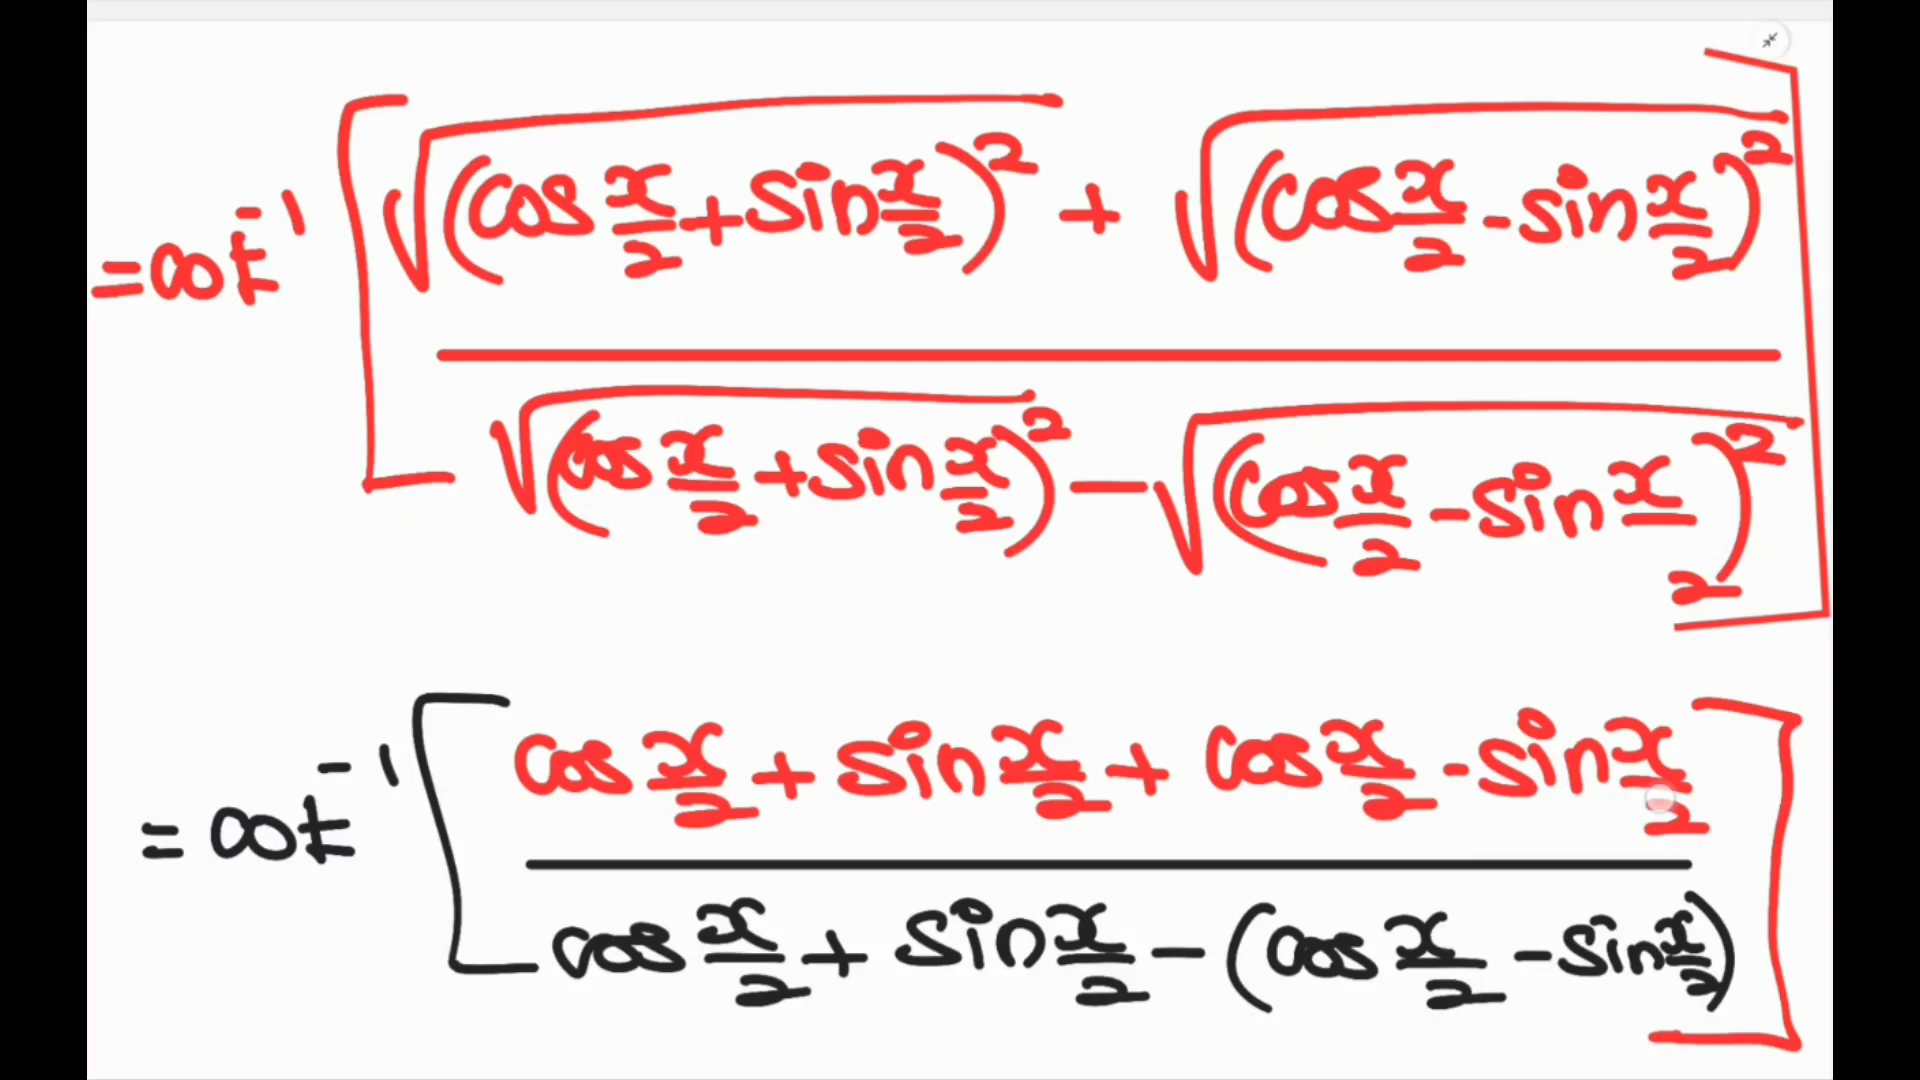 = cot⁻¹ [ √(cos x/2 + sin x/2)² + √(cos x/2 - sin x/2)²
√(cos x/2 + sin x/2)² - √(cos x/2 - sin x/2)² ]
= cot⁻¹ [ cos x/2 + sin x/2 + cos x/2 - sin x/2
cos x/2 + sin x/2 - (cos x/2 - sin x/2) ]